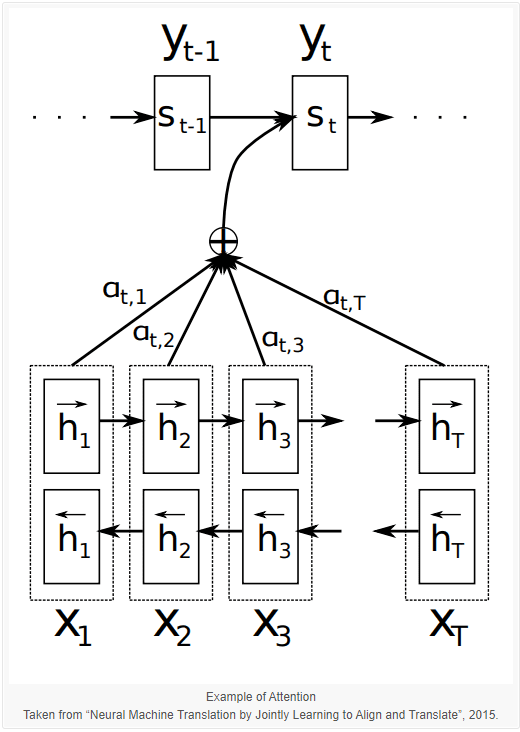 y t-1 y t
. . . s t-1 s t . . .
⊕
a t,1 a t,2 a t,3 a t,T
→h 1 →h 2 →h 3 →h T
←h 1 ←h 2 ←h 3 ←h T
x 1 x 2 x 3 x T
Example of Attention
Taken from “Neural Machine Translation by Jointly Learning to Align and Translate”, 2015.